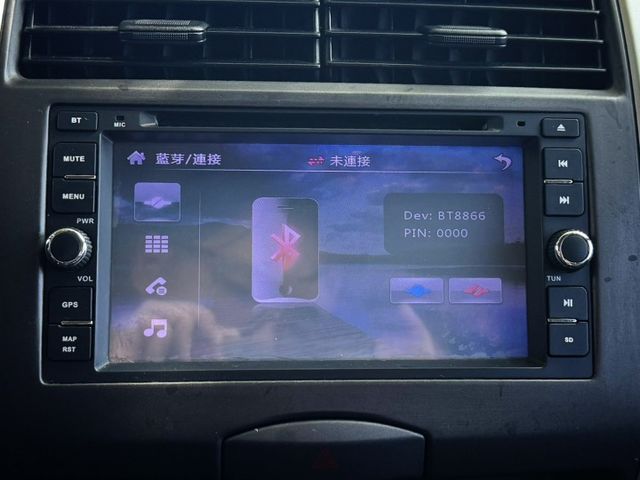 BT
MIC
MUTE
MENU
PWR
VOL
GPS
MAP
RST
藍芽/連接
未連接
Dev: BT8866
PIN: 0000
TUN
SD